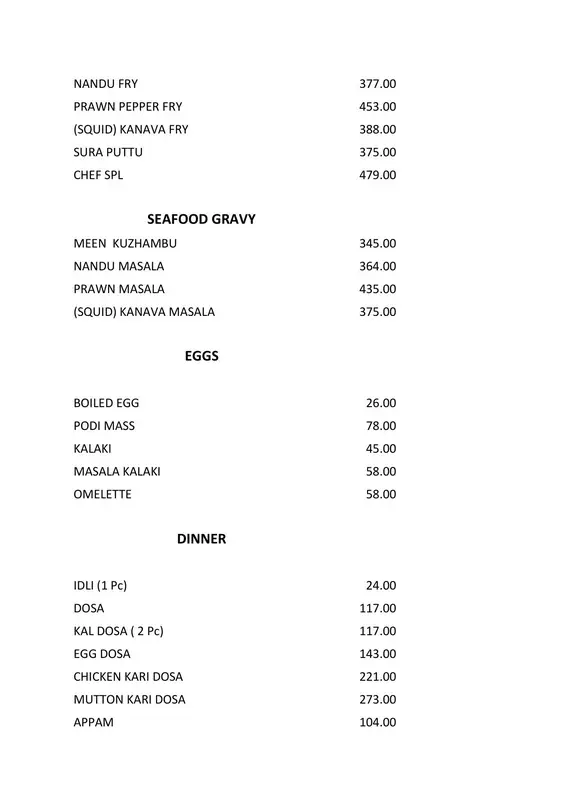 NANDU FRY 377.00
PRAWN PEPPER FRY 453.00
(SQUID) KANAVA FRY 388.00
SURA PUTTU 375.00
CHEF SPL 479.00
SEAFOOD GRAVY
MEEN  KUZHAMBU 345.00
NANDU MASALA 364.00
PRAWN MASALA 435.00
(SQUID) KANAVA MASALA 375.00
EGGS
BOILED EGG 26.00
PODI MASS 78.00
KALAKI 45.00
MASALA KALAKI 58.00
OMELETTE 58.00
DINNER
IDLI (1 Pc) 24.00
DOSA 117.00
KAL DOSA ( 2 Pc) 117.00
EGG DOSA 143.00
CHICKEN KARI DOSA 221.00
MUTTON KARI DOSA 273.00
APPAM 104.00